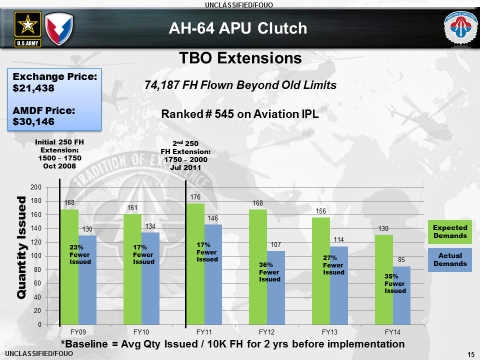 UNCLASSIFIED/FOUO
U.S.ARMY
AH-64 APU Clutch
TBO Extensions
Exchange Price:
$21,438
AMDF Price:
$30,146
74,187 FH Flown Beyond Old Limits
Ranked # 545 on Aviation IPL
Initial 250 FH
Extension:
1500 – 1750
Oct 2008
2nd 250
FH Extension:
1750 – 2000
Jul 2011
Quantity Issued
200
180
160
140
120
100
80
60
40
20
0
168
130
23%
Fewer
Issued
161
134
17%
Fewer
Issued
176
146
17%
Fewer
Issued
168
107
36%
Fewer
Issued
156
114
27%
Fewer
Issued
130
85
35%
Fewer
Issued
FY09
FY10
FY11
FY12
FY13
FY14
Expected
Demands
Actual
Demands
*Baseline = Avg Qty Issued / 10K FH for 2 yrs before implementation
UNCLASSIFIED/FOUO
15